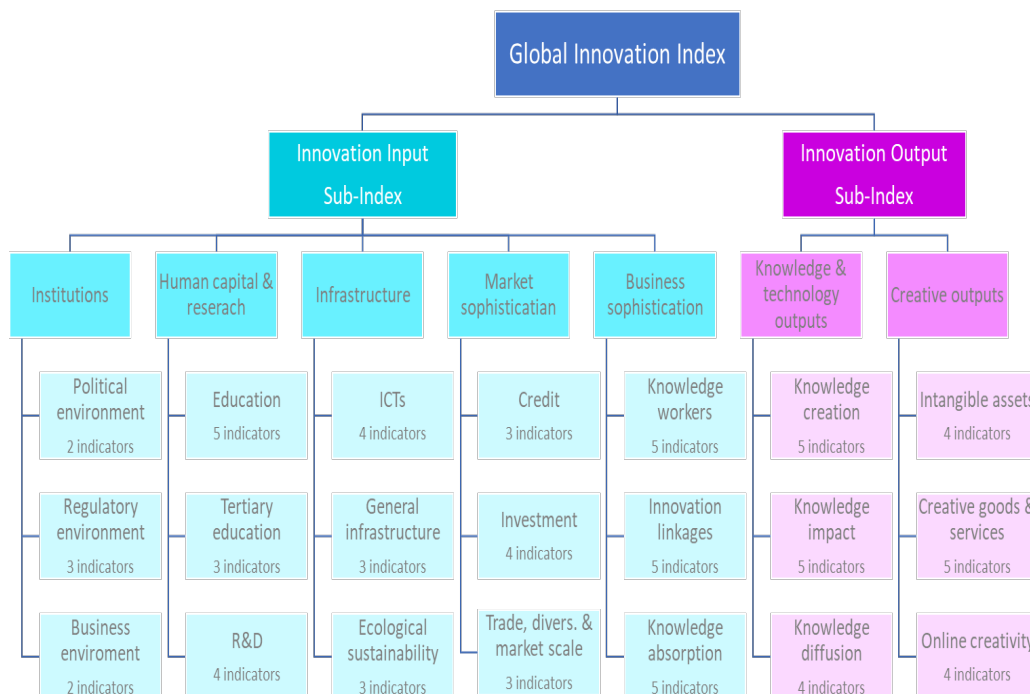 Global Innovation Index
Innovation Input
Sub-Index
Innovation Output
Sub-Index
Institutions
Human capital &
reserach
Infrastructure
Market
sophisticatian
Business
sophistication
Knowledge &
technology
outputs
Creative outputs
Political
environment
2 indicators
Education
5 indicators
ICTs
4 indicators
Credit
3 indicators
Knowledge
workers
5 indicators
Knowledge
creation
5 indicators
Intangible assets
4 indicators
Regulatory
environment
3 indicators
Tertiary
education
3 indicators
General
infrastructure
3 indicators
Investment
4 indicators
Innovation
linkages
5 indicators
Knowledge
impact
5 indicators
Creative goods &
services
5 indicators
Business
enviroment
2 indicators
R&D
4 indicators
Ecological
sustainability
3 indicators
Trade, divers. &
market scale
3 indicators
Knowledge
absorption
5 indicators
Knowledge
diffusion
4 indicators
Online creativity
4 indicators